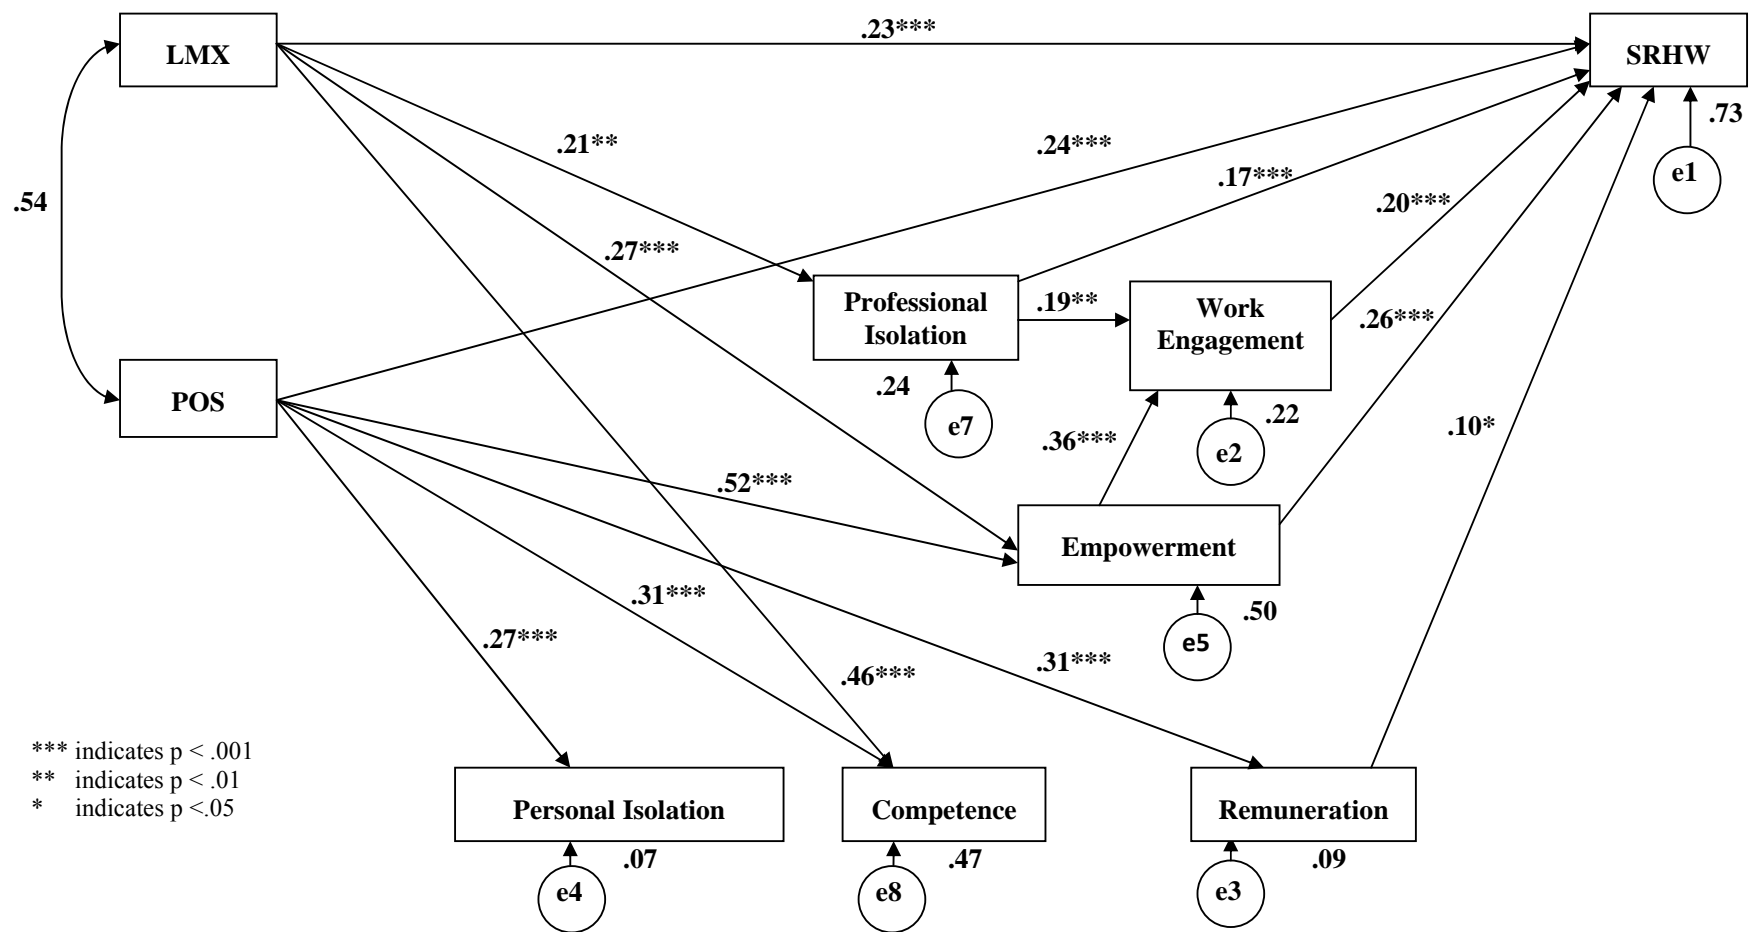 LMX
.23***
SRHW
.73
e1
.21**
.24***
.17***
.54
.20***
.27***
Professional
Isolation
.19**
Work
Engagement
.26***
.24
e7
.22
e2
POS
.36***
.10*
.52***
Empowerment
.50
e5
.31***
.27***
.31***
.46***
*** indicates p < .001
** indicates p < .01
* indicates p <.05
Personal Isolation
Competence
Remuneration
.07
.47
.09
e4
e8
e3